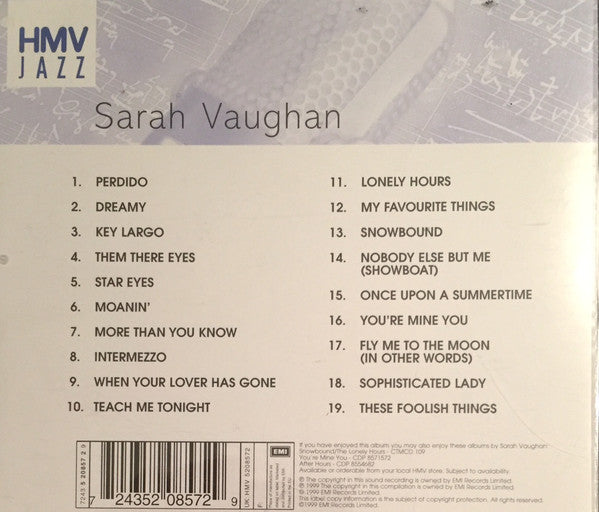 HMV
JAZZ
Sarah Vaughan
1. PERDIDO
2. DREAMY
3. KEY LARGO
4. THEM THERE EYES
5. STAR EYES
6. MOANIN'
7. MORE THAN YOU KNOW
8. INTERMEZZO
9. WHEN YOUR LOVER HAS GONE
10. TEACH ME TONIGHT
11. LONELY HOURS
12. MY FAVOURITE THINGS
13. SNOWBOUND
14. NOBODY ELSE BUT ME
(SHOWBOAT)
15. ONCE UPON A SUMMERTIME
16. YOU'RE MINE YOU
17. FLY ME TO THE MOON
(IN OTHER WORDS)
18. SOPHISTICATED LADY
19. THESE FOOLISH THINGS
7243 5 20857 2 9
7 24352 08572 9
UK: HMV 5208572
EMI
If you have enjoyed this album you may also enjoy these albums by Sarah Vaughan:
Snowbound/The Lonely Hours - CTMCD 109
You're Mine You - CDP 8571572
After Hours - CDP 8554682
Available or orderable from your local HMV store. Subject to availability.
The copyright in this sound recording is owned by EMI Records Limited.
℗ 1999 The copyright in this compilation is owned by EMI Records Limited.
© 1999 EMI Records Limited.
This label copy information is the subject of copyright protection. All rights reserved.
©1999 EMI Records Limited